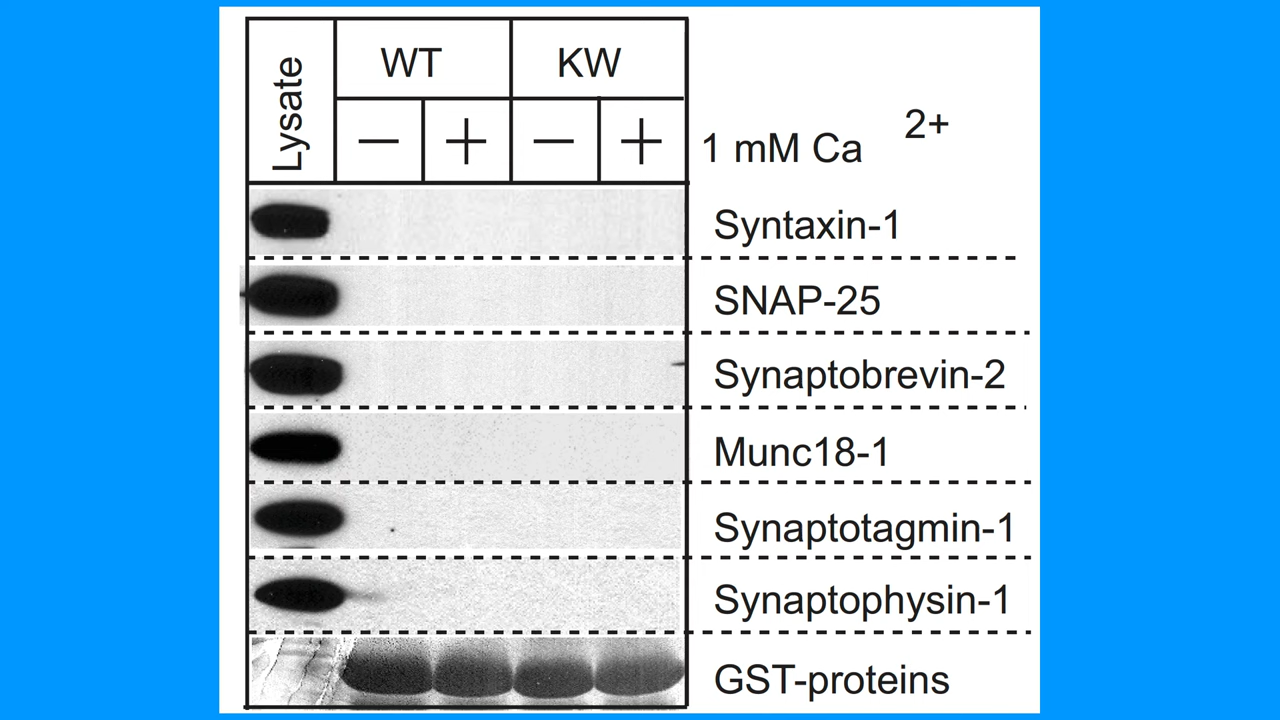 Lysate
WT KW
− + − +
1 mM Ca 2+
Syntaxin-1
SNAP-25
Synaptobrevin-2
Munc18-1
Synaptotagmin-1
Synaptophysin-1
GST-proteins